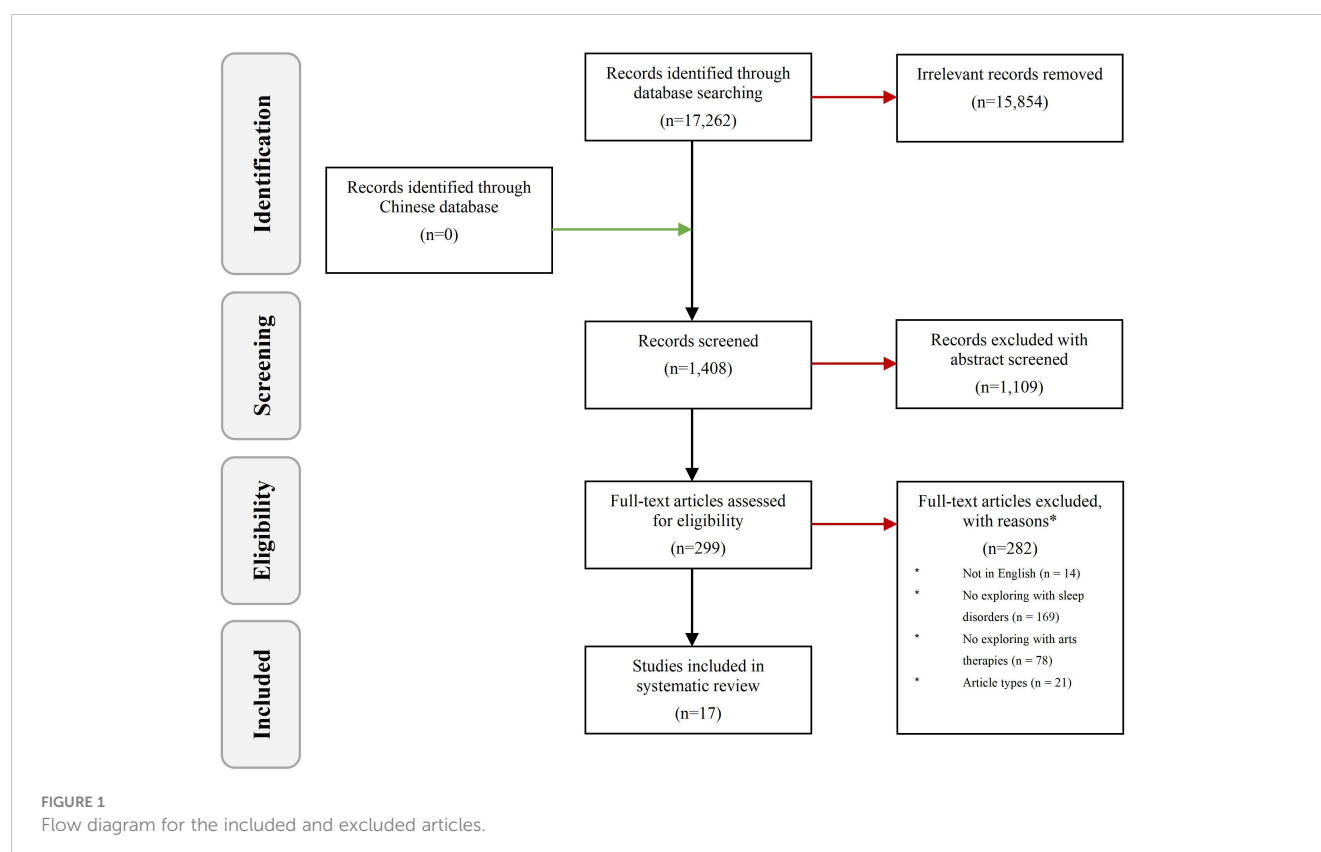 Identification
Records identified through
database searching
(n=17,262)
Irrelevant records removed
(n=15,854)
Records identified through
Chinese database
(n=0)
Screening
Records screened
(n=1,408)
Records excluded with
abstract screened
(n=1,109)
Eligibility
Full-text articles assessed
for eligibility
(n=299)
Full-text articles excluded,
with reasons*
(n=282)
* Not in English (n = 14)
* No exploring with sleep
disorders (n = 169)
* No exploring with arts
therapies (n = 78)
* Article types (n = 21)
Included
Studies included in
systematic review
(n=17)
FIGURE 1
Flow diagram for the included and excluded articles.